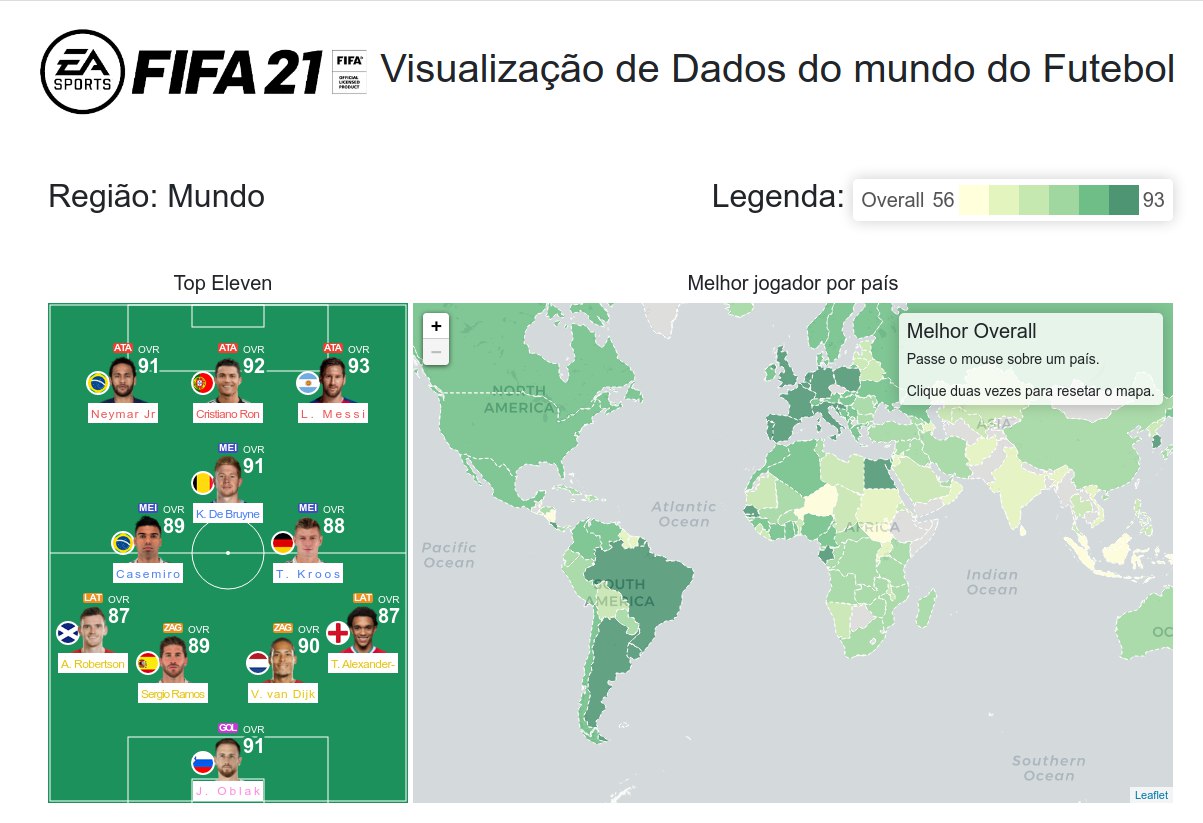 EA
SPORTS
FIFA 21
FIFA
OFFICIAL
LICENSED
PRODUCT
Visualização de Dados do mundo do Futebol
Região: Mundo
Legenda:
Overall 56
93
Top Eleven
Melhor jogador por país
ATA OVR
91
Neymar Jr
ATA OVR
92
Cristiano Ron
ATA OVR
93
L. Messi
MEI OVR
91
K. De Bruyne
MEI OVR
89
Casemiro
MEI OVR
88
T. Kroos
LAT OVR
87
A. Robertson
ZAG OVR
89
Sergio Ramos
ZAG OVR
90
V. van Dijk
LAT OVR
87
T. Alexander-
GOL OVR
91
J. Oblak
+
−
Melhor Overall
Passe o mouse sobre um país.
Clique duas vezes para resetar o mapa.
NORTH
AMERICA
ASIA
Atlantic
Ocean
AFRICA
Pacific
Ocean
SOUTH
AMERICA
Indian
Ocean
OC
Southern
Ocean
Leaflet